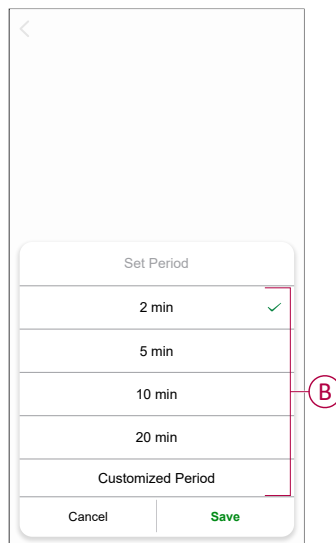 Set Period
2 min
5 min
10 min
20 min
Customized Period
B
Cancel Save